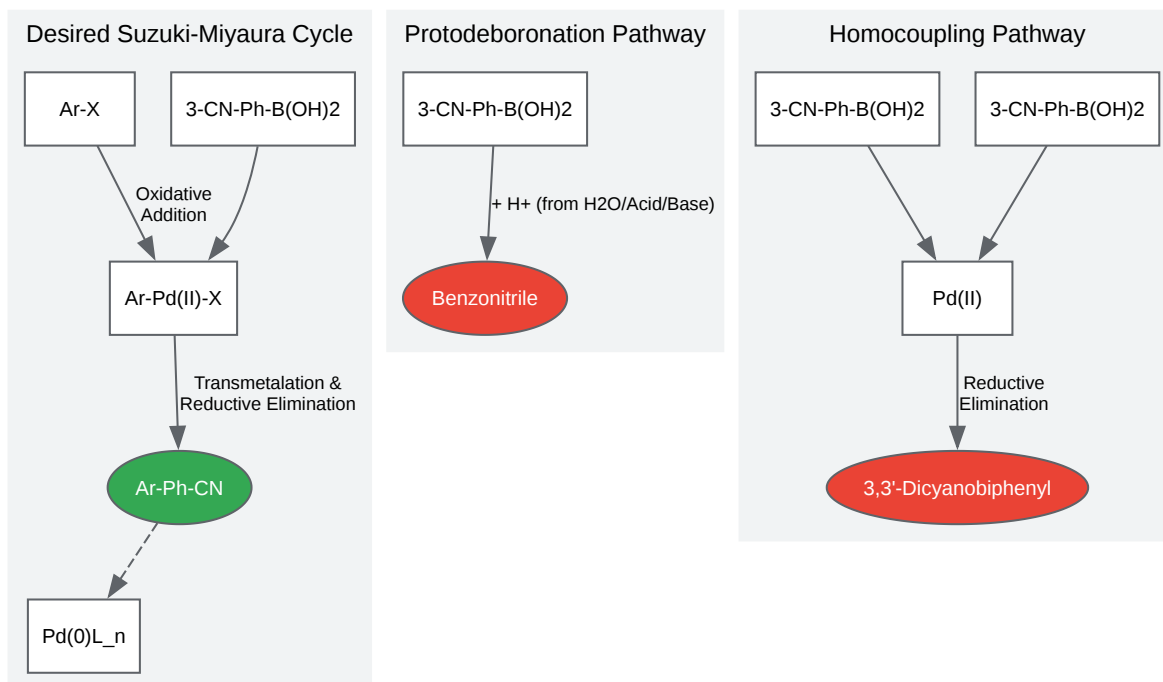 Desired Suzuki-Miyaura Cycle
Ar-X
3-CN-Ph-B(OH)2
Oxidative
Addition
Ar-Pd(II)-X
Transmetalation &
Reductive Elimination
Ar-Ph-CN
Pd(0)L_n
Protodeboronation Pathway
3-CN-Ph-B(OH)2
+ H+ (from H2O/Acid/Base)
Benzonitrile
Homocoupling Pathway
3-CN-Ph-B(OH)2
3-CN-Ph-B(OH)2
Pd(II)
Reductive
Elimination
3,3'-Dicyanobiphenyl